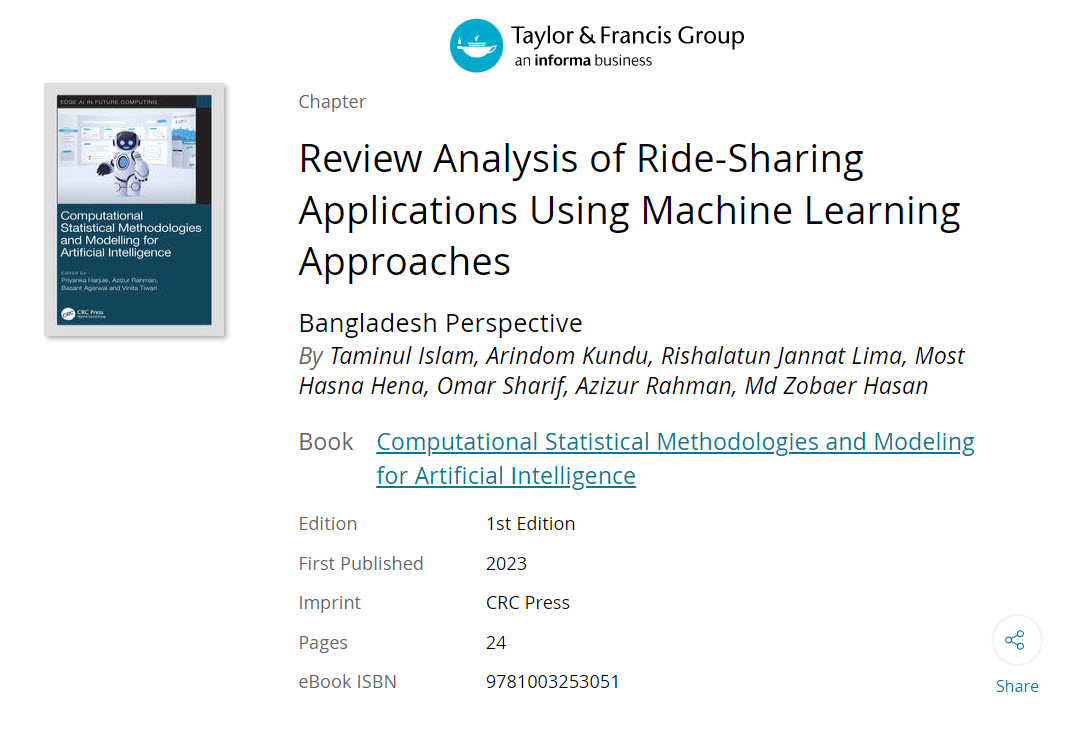 Taylor & Francis Group
an informa business
EDGE AI IN FUTURE COMPUTING
Computational
Statistical Methodologies
and Modelling for
Artificial Intelligence
Edited by
Priyanka Harjule, Azizur Rahman,
Basant Agarwal and Vinita Tiwari
CRC Press
Chapter
Review Analysis of Ride-Sharing
Applications Using Machine Learning
Approaches
Bangladesh Perspective
By Taminul Islam, Arindom Kundu, Rishalatun Jannat Lima, Most
Hasna Hena, Omar Sharif, Azizur Rahman, Md Zobaer Hasan
Book Computational Statistical Methodologies and Modeling
for Artificial Intelligence
Edition 1st Edition
First Published 2023
Imprint CRC Press
Pages 24
eBook ISBN 9781003253051
Share